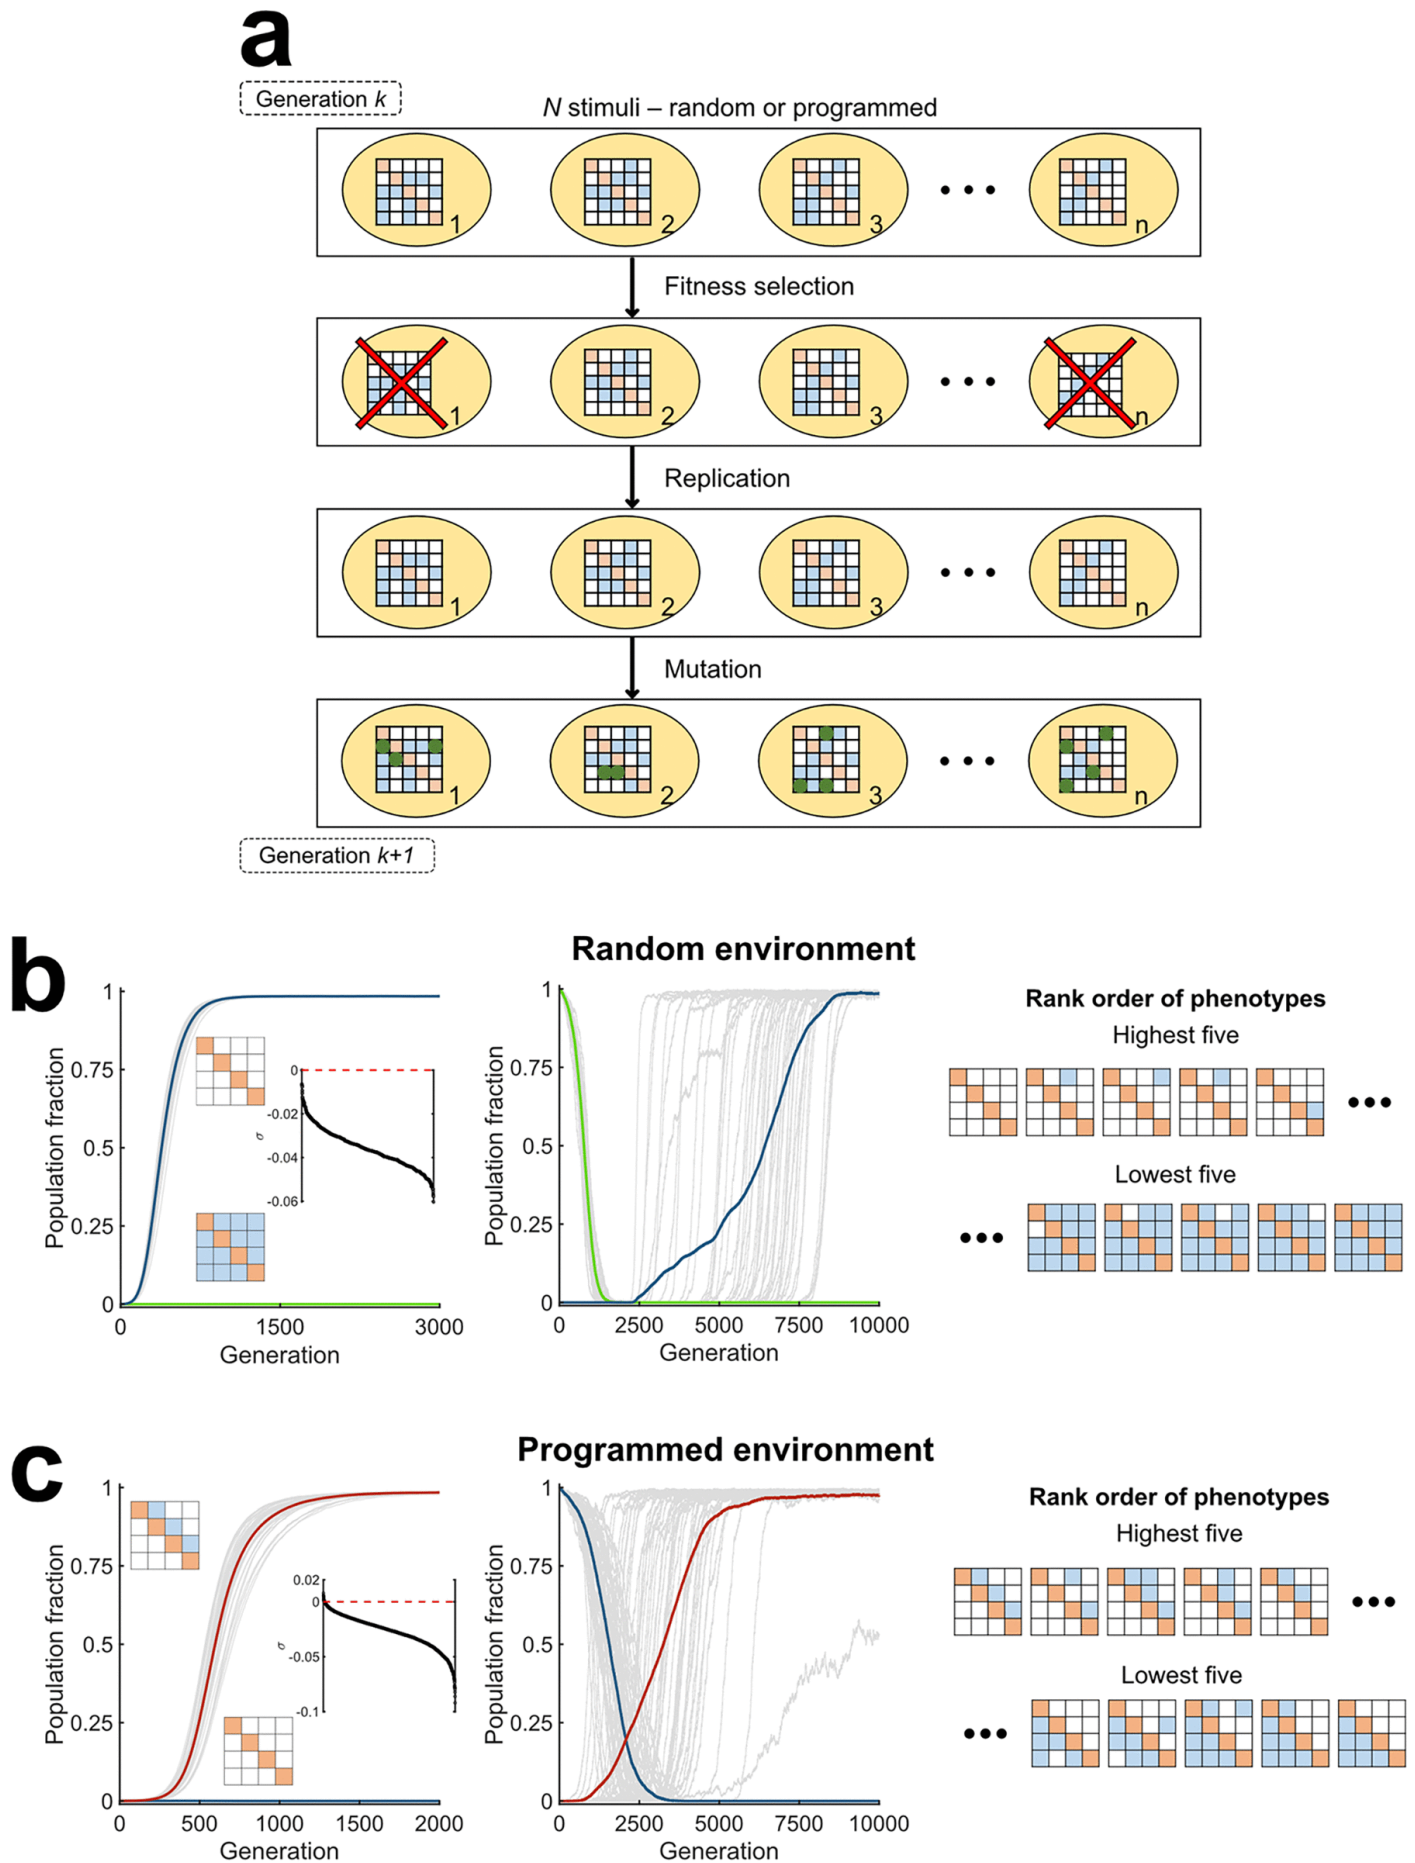 a
Generation k
N stimuli – random or programmed
1 2 3 n
Fitness selection
1 2 3 n
Replication
1 2 3 n
Mutation
1 2 3 n
Generation k+1
b
Random environment
Population fraction
1
0.75
0.5
0.25
0
0 1500 3000
Generation
σ
0
-0.02
-0.04
-0.06
Population fraction
1
0.75
0.5
0.25
0
0 2500 5000 7500 10000
Generation
Rank order of phenotypes
Highest five
Lowest five
c
Programmed environment
Population fraction
1
0.75
0.5
0.25
0
0 500 1000 1500 2000
Generation
σ
0.02
0
-0.05
-0.1
Population fraction
1
0.75
0.5
0.25
0
0 2500 5000 7500 10000
Generation
Rank order of phenotypes
Highest five
Lowest five